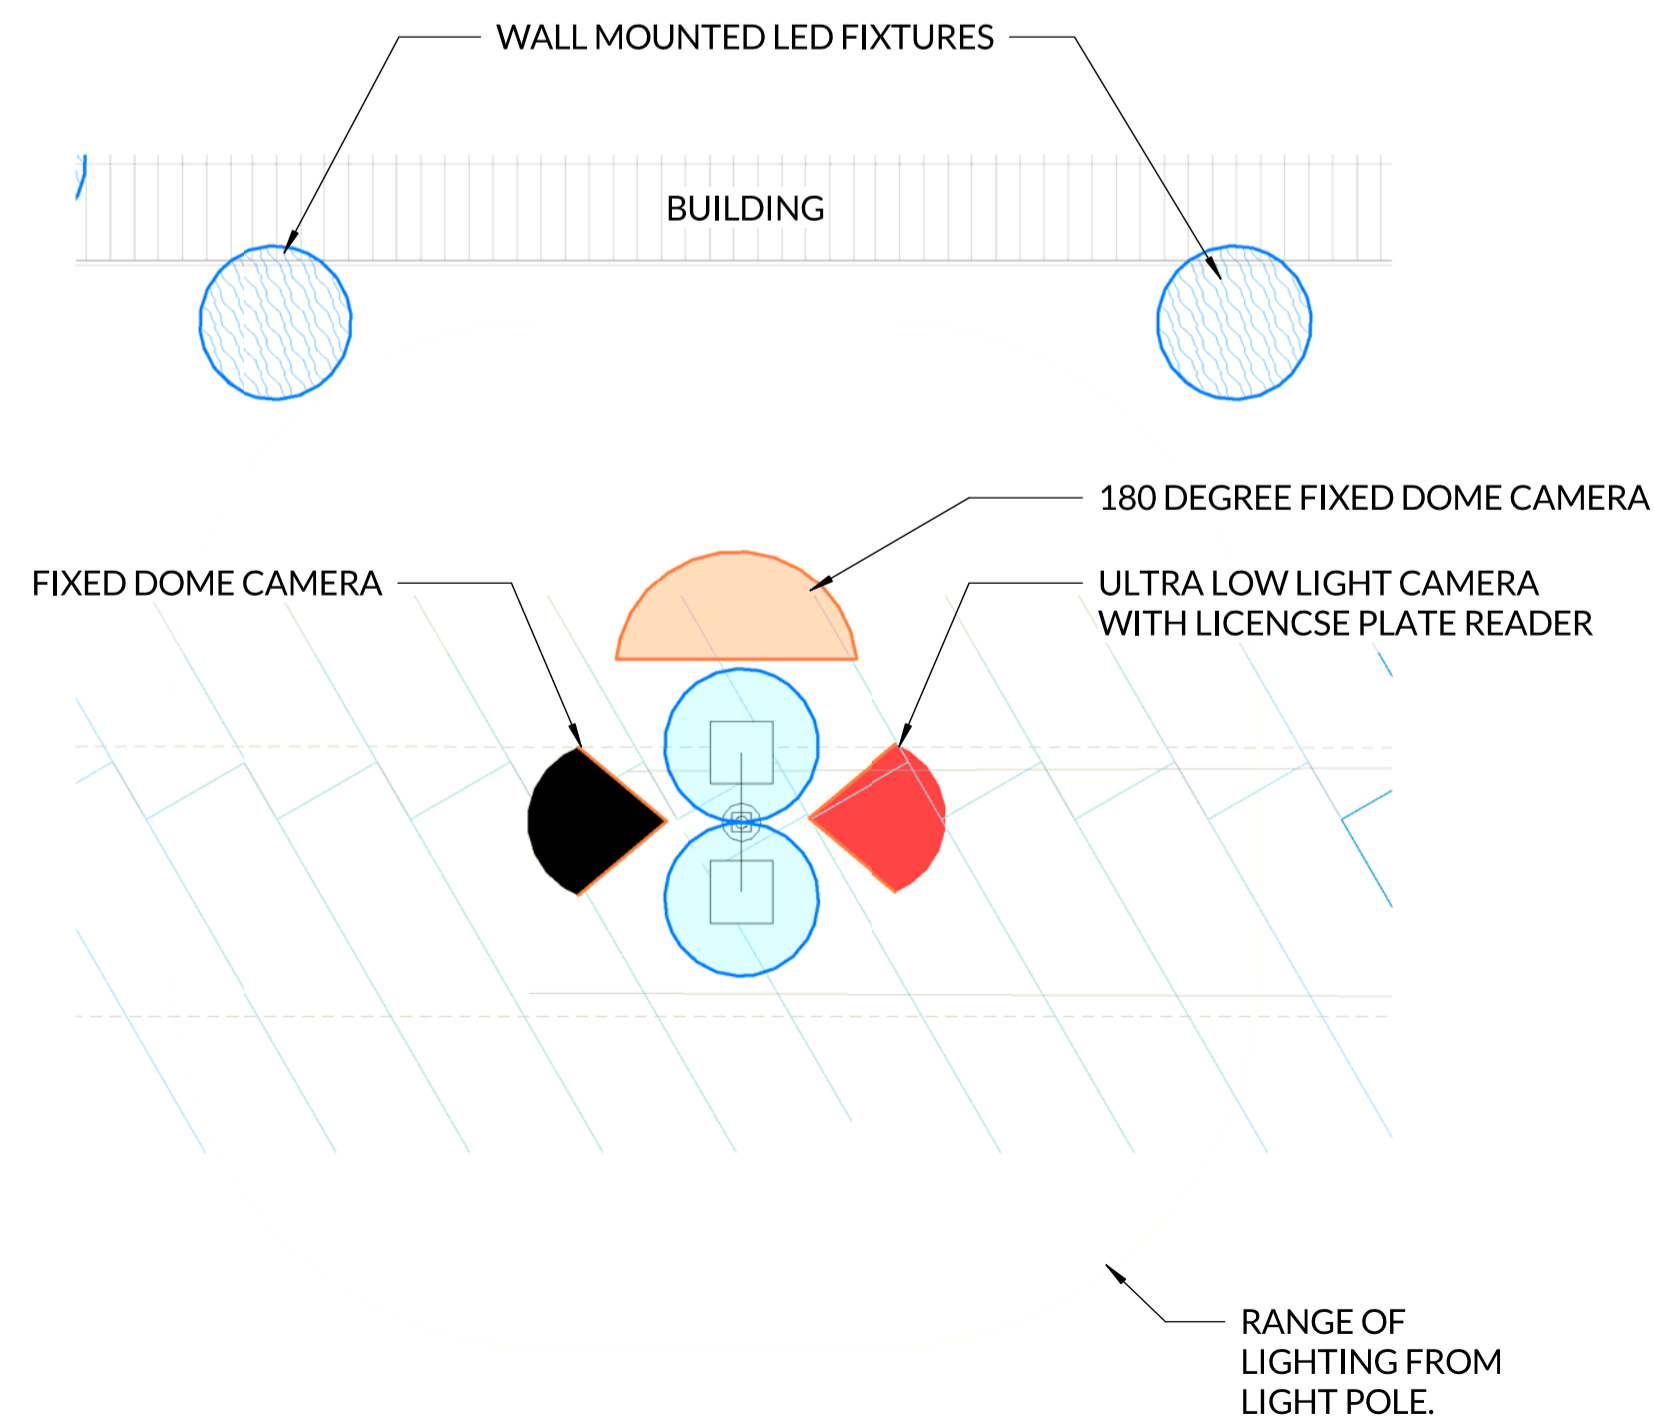 WALL MOUNTED LED FIXTURES
BUILDING
180 DEGREE FIXED DOME CAMERA
FIXED DOME CAMERA
ULTRA LOW LIGHT CAMERA
WITH LICENCSE PLATE READER
RANGE OF
LIGHTING FROM
LIGHT POLE.